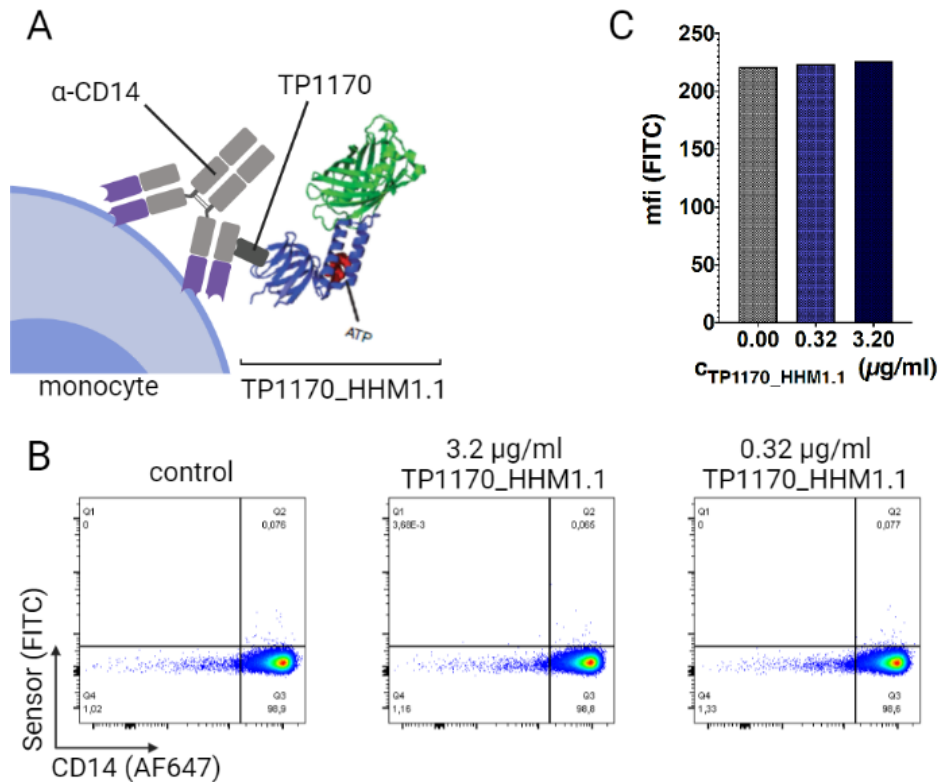 A
α-CD14
TP1170
ATP
monocyte
TP1170_HHM1.1
C
mfi (FITC)
250
200
150
100
50
0
0.00 0.32 3.20
cTP1170_HHM1.1 (µg/ml)
B
control
3.2 µg/ml
TP1170_HHM1.1
0.32 µg/ml
TP1170_HHM1.1
Q1
0
Q2
0,076
Q4
1,02
Q3
98,9
Q1
3,68E-3
Q2
0,065
Q4
1,16
Q3
98,8
Q1
0
Q2
0,077
Q4
1,33
Q3
98,6
Sensor (FITC)
CD14 (AF647)